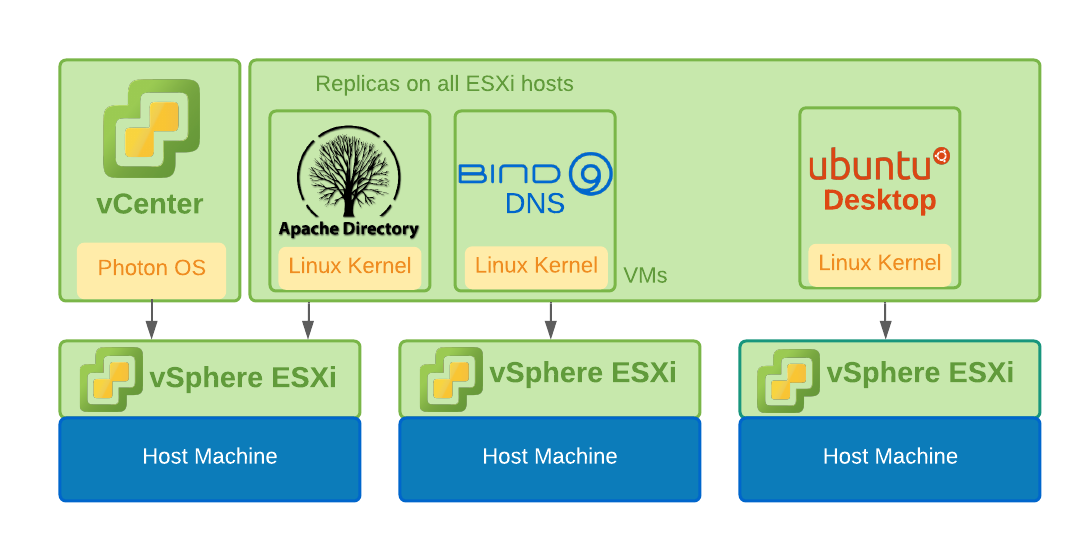 Replicas on all ESXi hosts
vCenter
Photon OS
Apache Directory
Linux Kernel
BIND 9
DNS
Linux Kernel
VMs
ubuntu
Desktop
Linux Kernel
vSphere ESXi
vSphere ESXi
vSphere ESXi
Host Machine
Host Machine
Host Machine